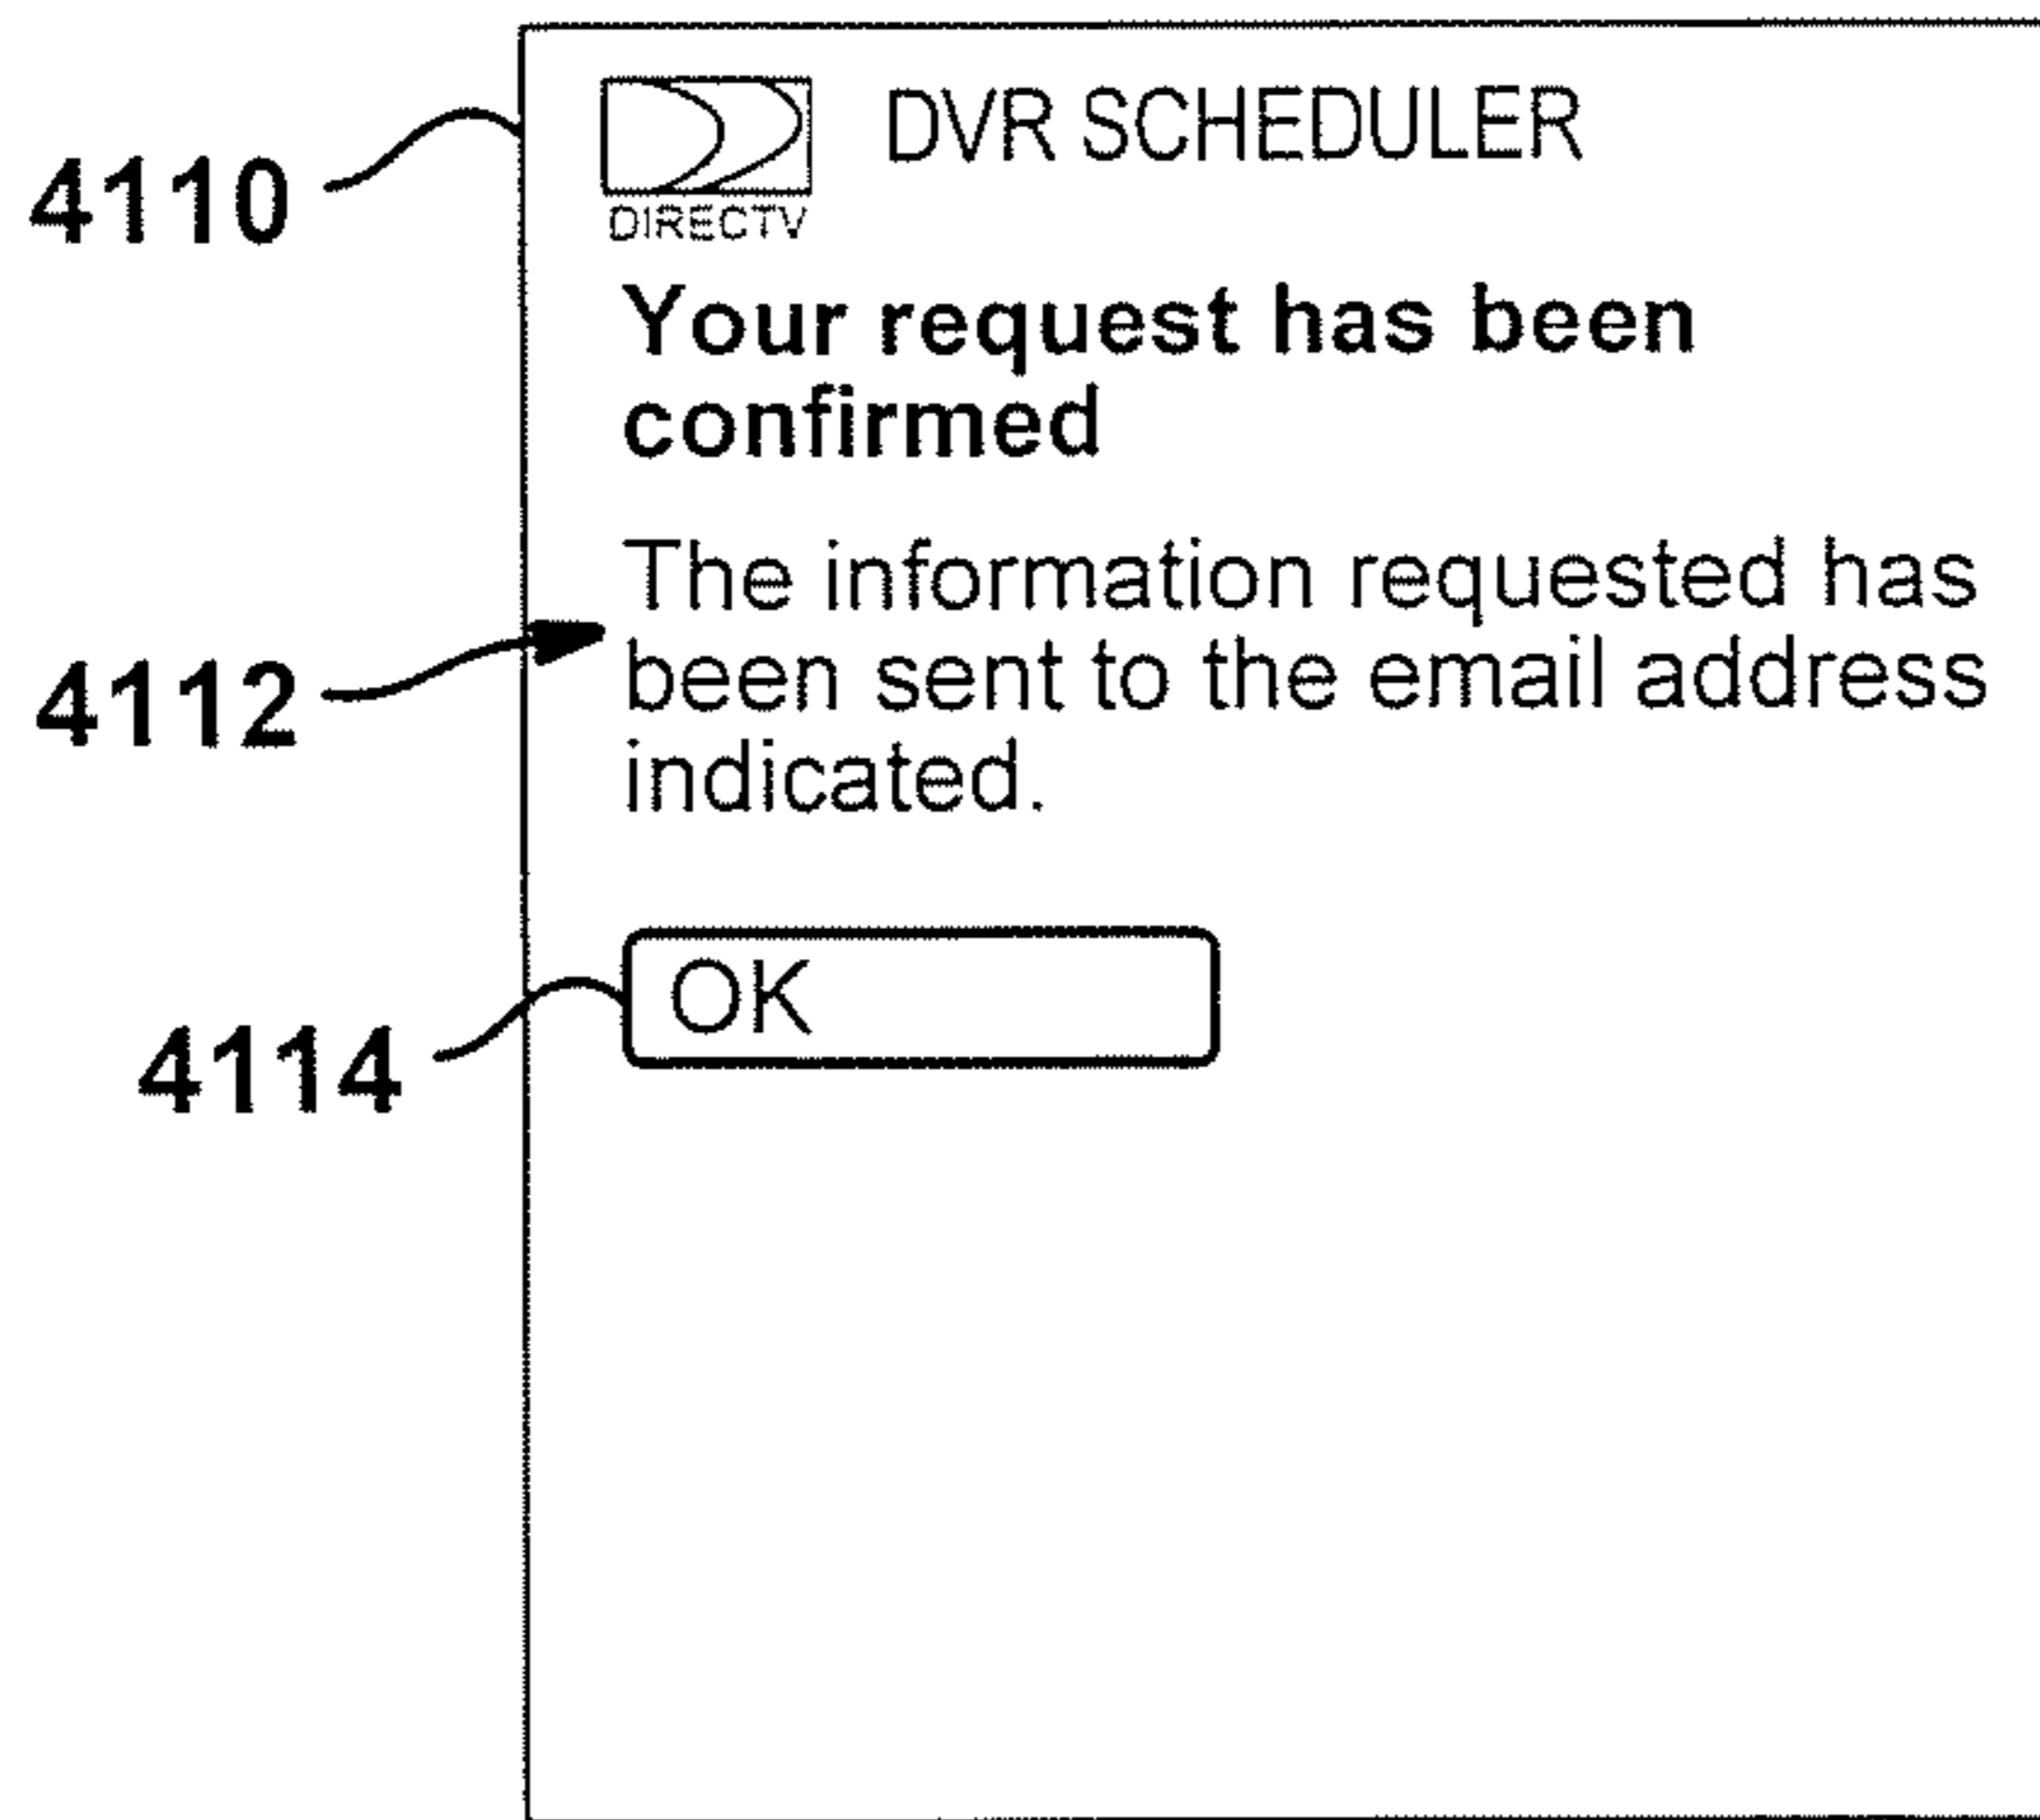 4110
DVR SCHEDULER
DIRECTV
Your request has been
confirmed
The information requested has
4112
been sent to the email address
indicated.
OK
4114